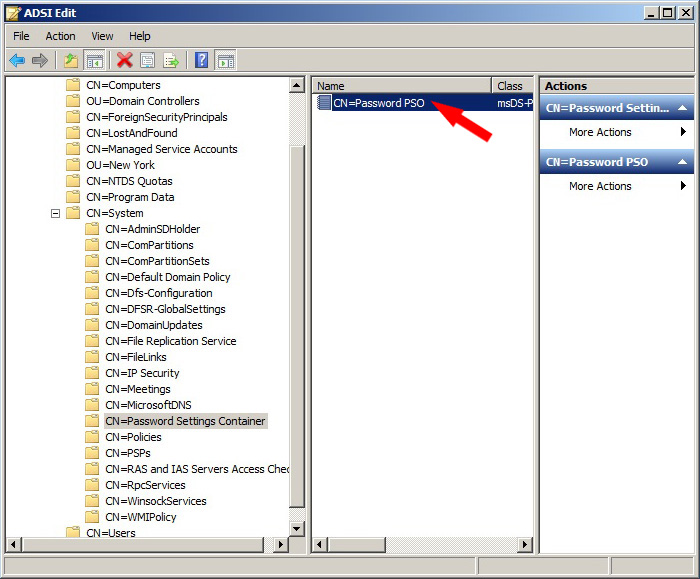 ADSI Edit
File Action View Help
CN=Computers
OU=Domain Controllers
CN=ForeignSecurityPrincipals
CN=LostAndFound
CN=Managed Service Accounts
OU=New York
CN=NTDS Quotas
CN=Program Data
CN=System
CN=AdminSDHolder
CN=ComPartitions
CN=ComPartitionSets
CN=Default Domain Policy
CN=Dfs-Configuration
CN=DFSR-GlobalSettings
CN=DomainUpdates
CN=File Replication Service
CN=FileLinks
CN=IP Security
CN=Meetings
CN=MicrosoftDNS
CN=Password Settings Container
CN=Policies
CN=PSPs
CN=RAS and IAS Servers Access Chec
CN=RpcServices
CN=WinsockServices
CN=WMIPolicy
CN=Users
Name Class
CN=Password PSO msDS-P
Actions
CN=Password Settin...
More Actions
CN=Password PSO
More Actions